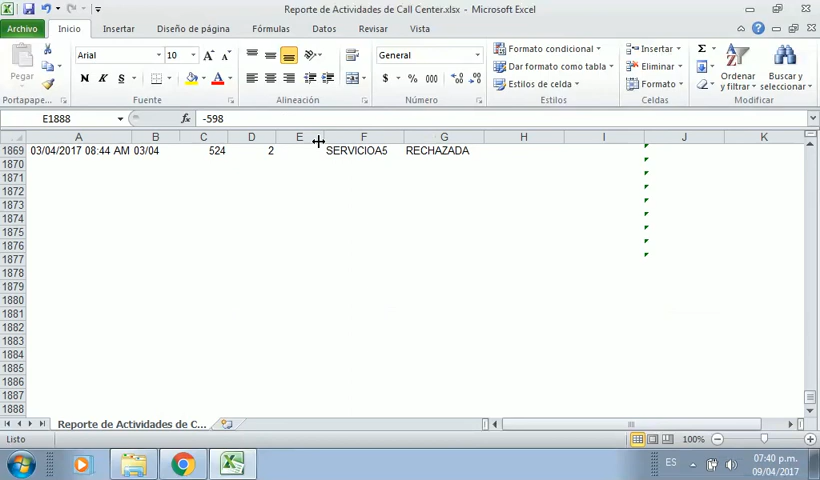 Reporte de Actividades de Call Center.xlsx - Microsoft Excel
Archivo Inicio Insertar Diseño de página Fórmulas Datos Revisar Vista
Pegar
Arial 10
General
Formato condicional
Dar formato como tabla
Estilos de celda
Insertar
Eliminar
Formato
Ordenar y filtrar
Buscar y seleccionar
N K S
A A
$ % 000
Portapape... Fuente Alineación Número Estilos Celdas Modificar
E1888 fx -598
A B C D E F G H I J K
1869 03/04/2017 08:44 AM 03/04 524 2 SERVICIOA5 RECHAZADA
1870
1871
1872
1873
1874
1875
1876
1877
1878
1879
1880
1881
1882
1883
1884
1885
1886
1887
1888
Reporte de Actividades de C...
Listo 100%
ES 07:40 p.m.
09/04/2017